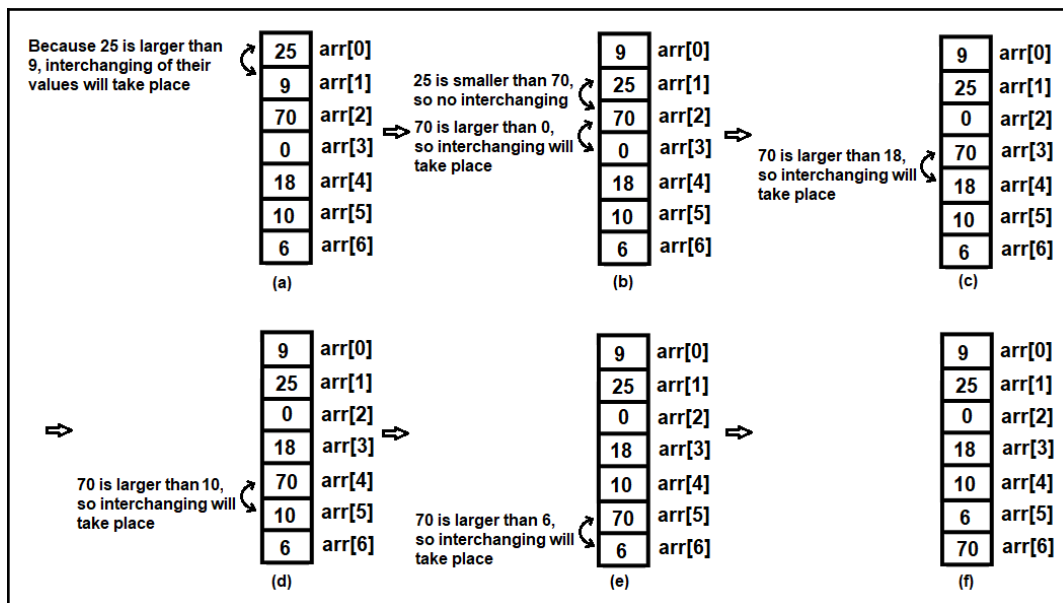 Because 25 is larger than
9, interchanging of their
values will take place
25 arr[0]
9 arr[1]
70 arr[2]
0 arr[3]
18 arr[4]
10 arr[5]
6 arr[6]
(a)
25 is smaller than 70,
so no interchanging
70 is larger than 0,
so interchanging will
take place
9 arr[0]
25 arr[1]
70 arr[2]
0 arr[3]
18 arr[4]
10 arr[5]
6 arr[6]
(b)
70 is larger than 18,
so interchanging will
take place
9 arr[0]
25 arr[1]
0 arr[2]
70 arr[3]
18 arr[4]
10 arr[5]
6 arr[6]
(c)
70 is larger than 10,
so interchanging will
take place
9 arr[0]
25 arr[1]
0 arr[2]
18 arr[3]
70 arr[4]
10 arr[5]
6 arr[6]
(d)
70 is larger than 6,
so interchanging will
take place
9 arr[0]
25 arr[1]
0 arr[2]
18 arr[3]
10 arr[4]
70 arr[5]
6 arr[6]
(e)
9 arr[0]
25 arr[1]
0 arr[2]
18 arr[3]
10 arr[4]
6 arr[5]
70 arr[6]
(f)